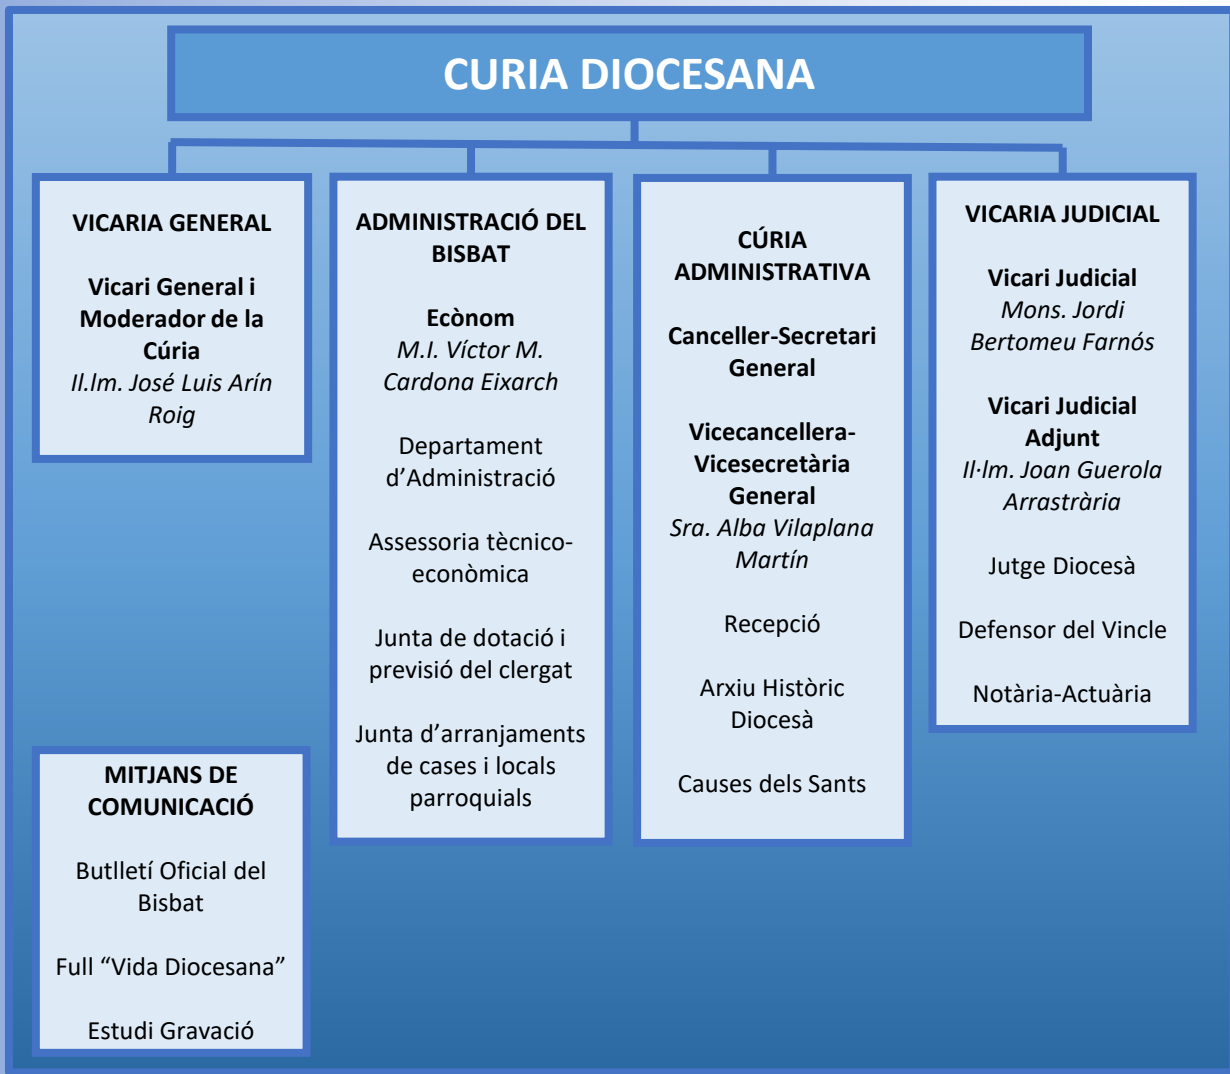 CURIA DIOCESANA
VICARIA GENERAL
Vicari General i
Moderador de la
Cúria
Il.lm. José Luis Arín
Roig
ADMINISTRACIÓ DEL
BISBAT
Ecònom
M.I. Víctor M.
Cardona Eixarch
Departament
d’Administració
Assessoria tècnico-
econòmica
Junta de dotació i
previsió del clergat
Junta d’arranjaments
de cases i locals
parroquials
CÚRIA
ADMINISTRATIVA
Canceller-Secretari
General
Vicecancellera-
Vicesecretària
General
Sra. Alba Vilaplana
Martín
Recepció
Arxiu Històric
Diocesà
Causes dels Sants
VICARIA JUDICIAL
Vicari Judicial
Mons. Jordi
Bertomeu Farnós
Vicari Judicial
Adjunt
Il·lm. Joan Guerola
Arrastrària
Jutge Diocesà
Defensor del Vincle
Notària-Actuària
MITJANS DE
COMUNICACIÓ
Butlletí Oficial del
Bisbat
Full “Vida Diocesana”
Estudi Gravació